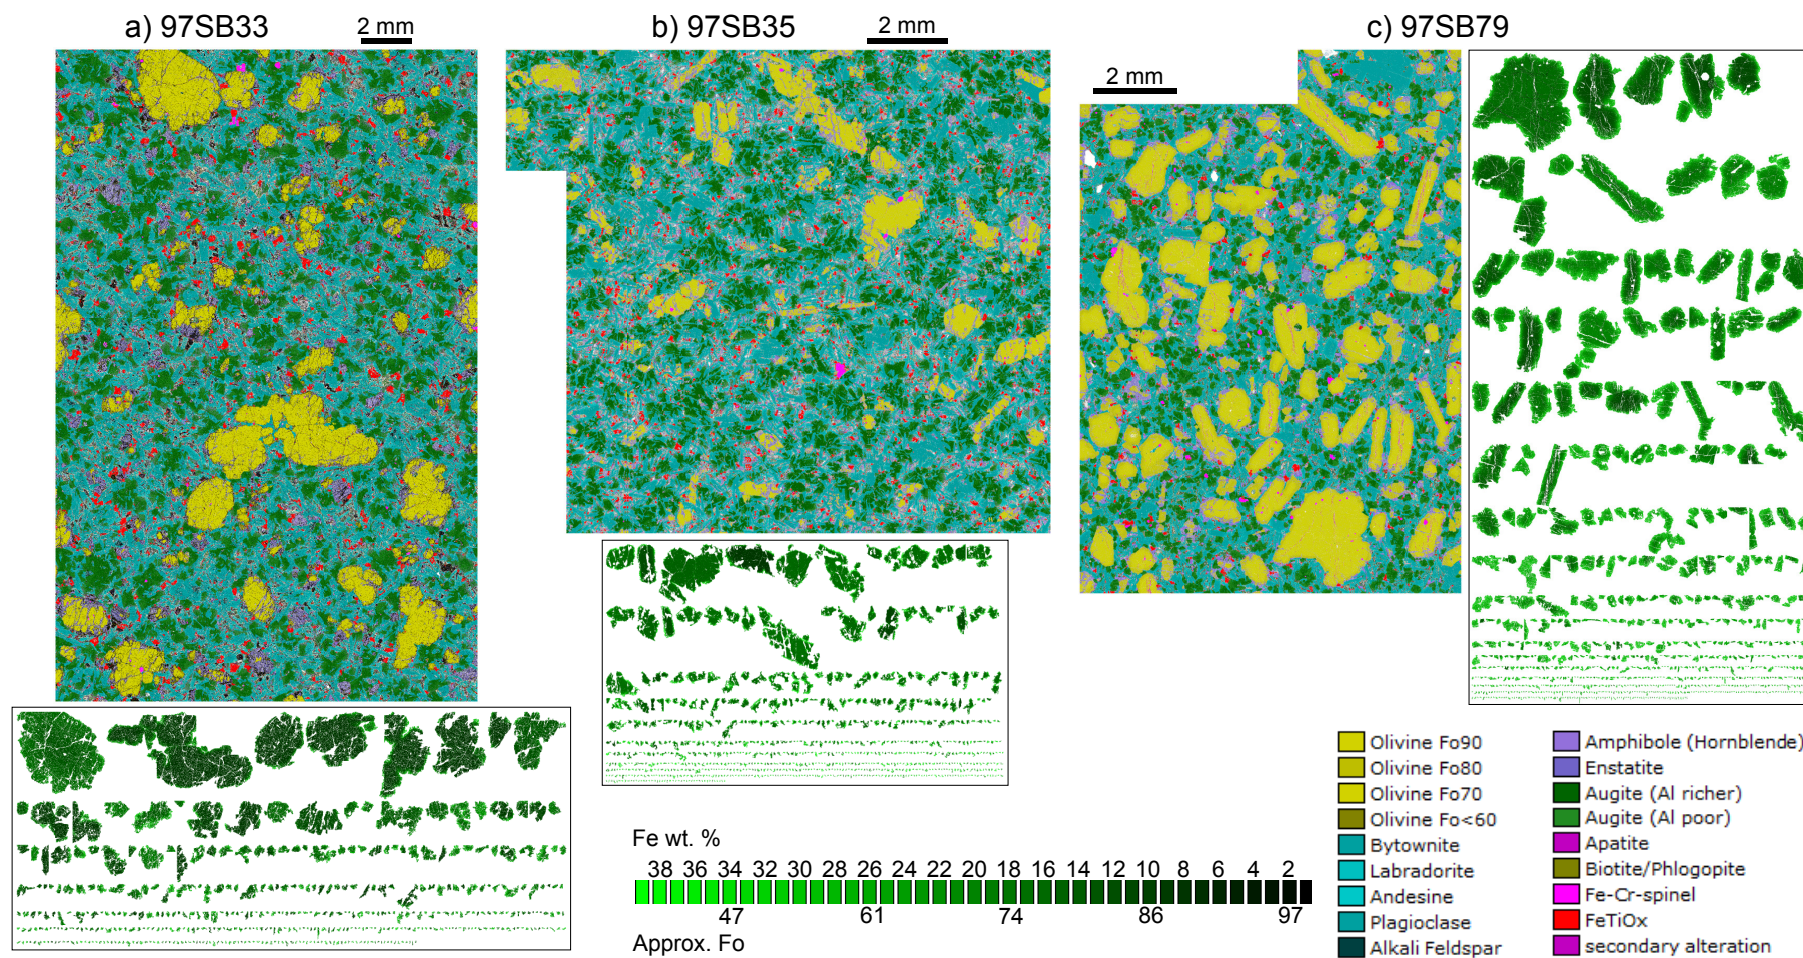 a) 97SB33
2 mm
b) 97SB35
2 mm
c) 97SB79
2 mm
Olivine Fo90
Olivine Fo80
Olivine Fo70
Olivine Fo<60
Bytownite
Labradorite
Andesine
Plagioclase
Alkali Feldspar
Amphibole (Hornblende)
Enstatite
Augite (Al richer)
Augite (Al poor)
Apatite
Biotite/Phlogopite
Fe-Cr-spinel
FeTiOx
secondary alteration
Fe wt. %
38 36 34 32 30 28 26 24 22 20 18 16 14 12 10 8 6 4 2
47 61 74 86 97
Approx. Fo